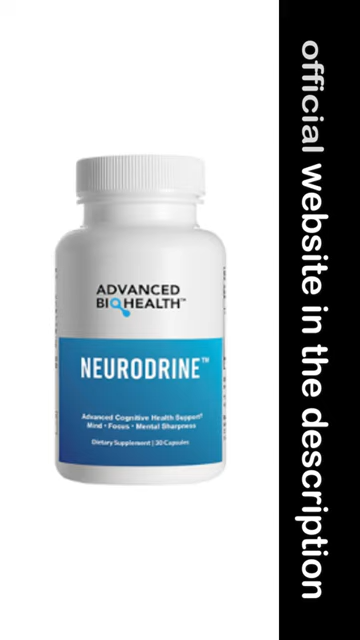 ADVANCED
BIOHEALTH™
NEURODRINE™
Advanced Cognitive Health Support†
Mind • Focus • Mental Sharpness
Dietary Supplement | 30 Capsules
official website in the description